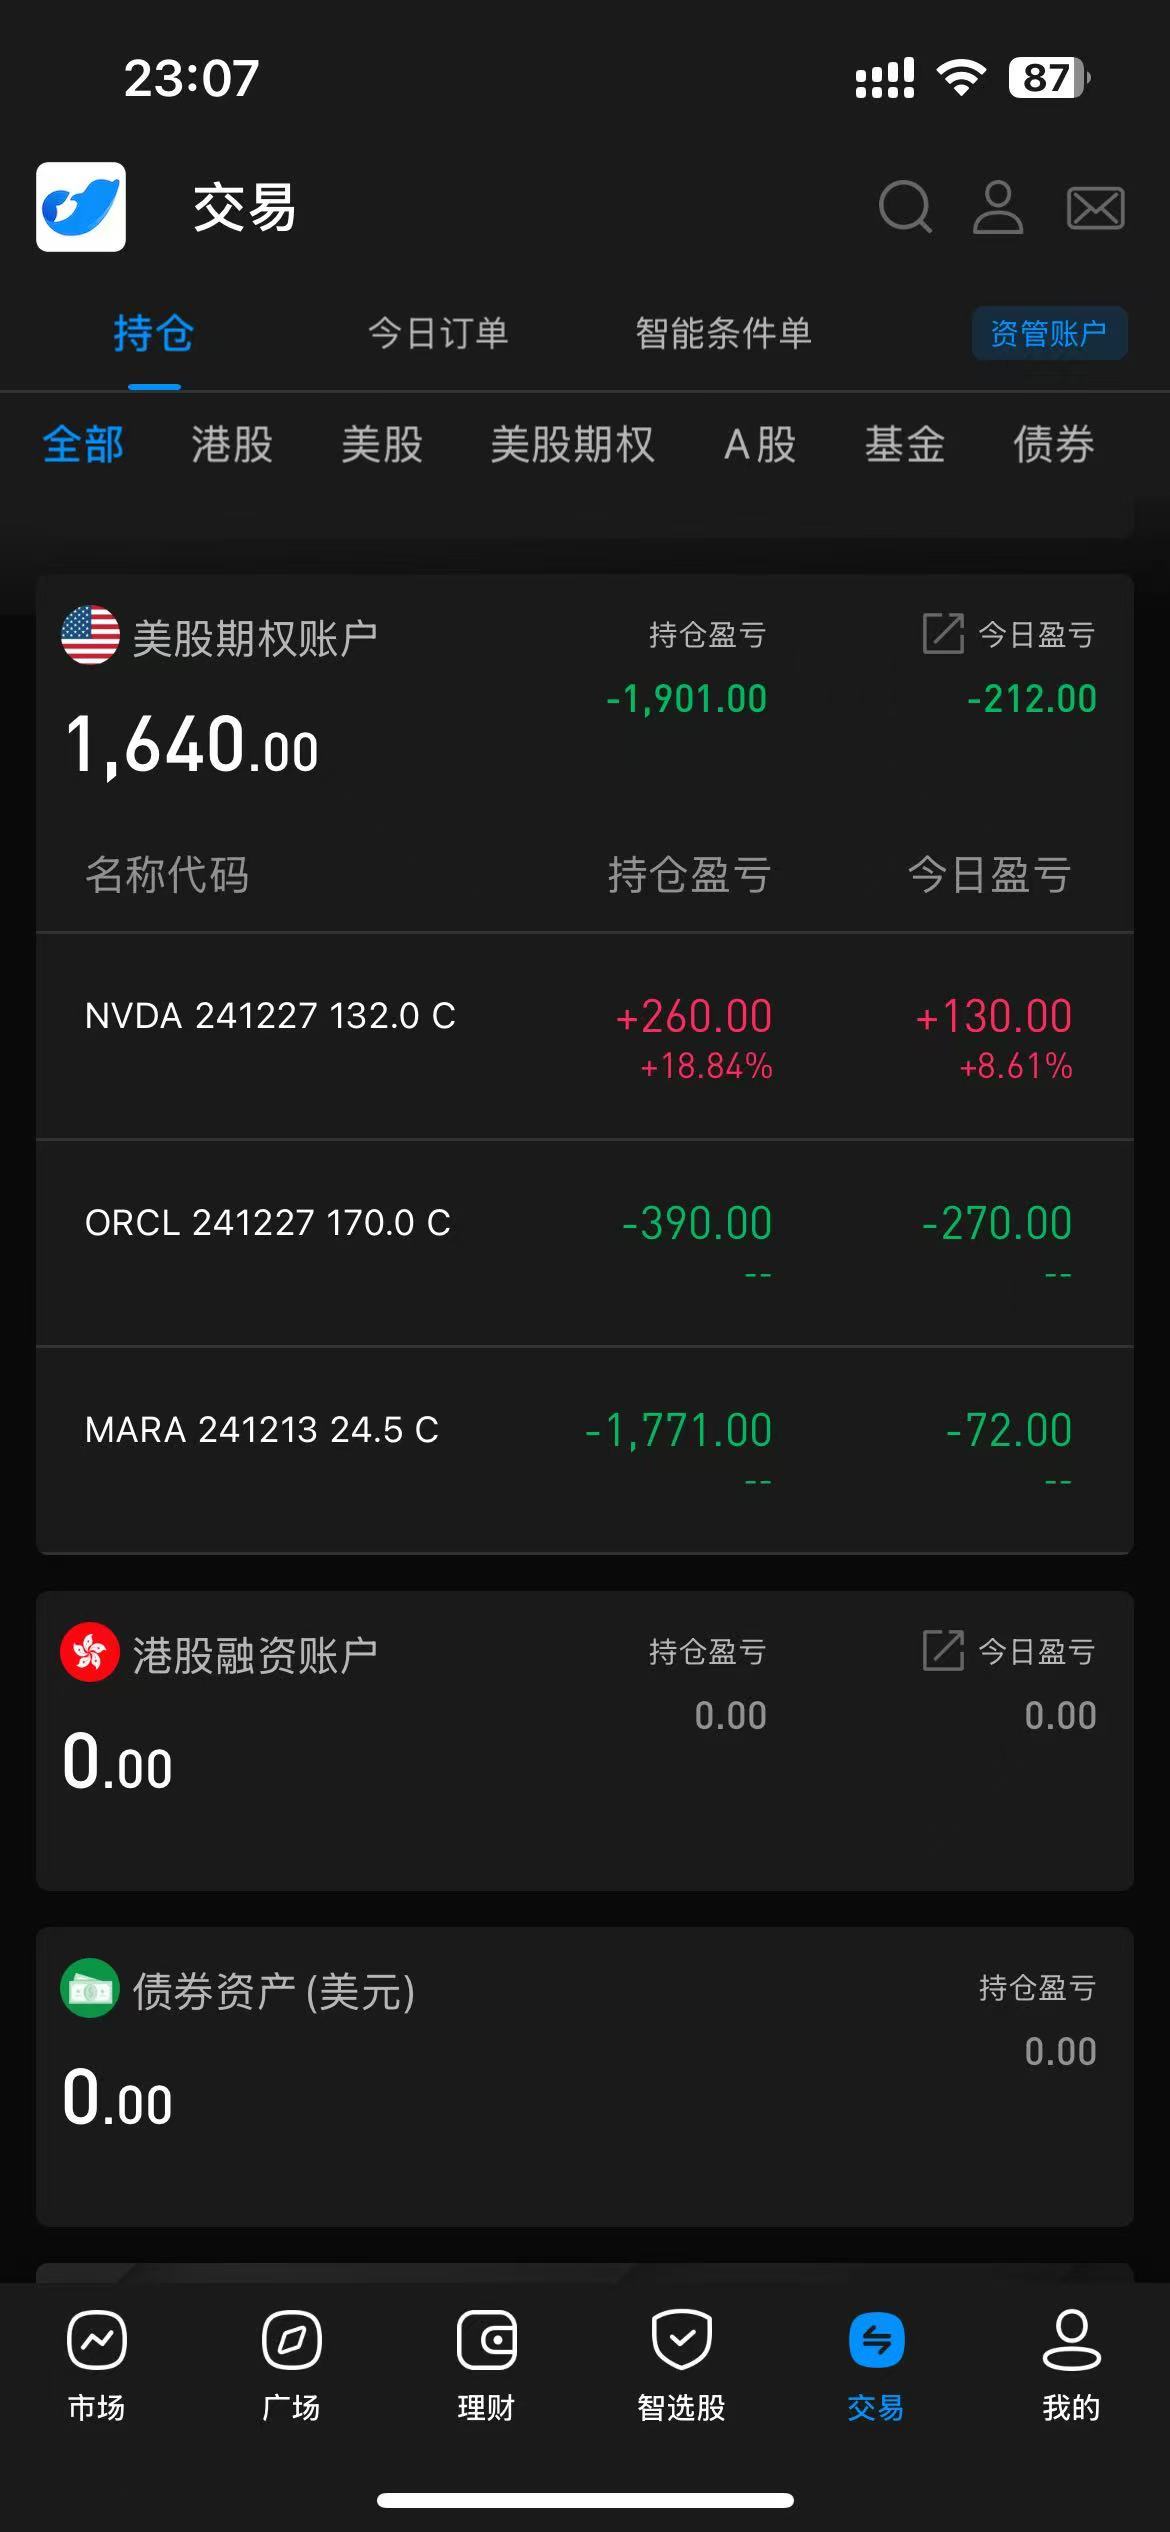 23:07
87
交易
持仓 今日订单 智能条件单 资管账户
全部 港股 美股 美股期权 A股 基金 债券
美股期权账户 持仓盈亏 今日盈亏
-1,901.00 -212.00
1,640.00
名称代码 持仓盈亏 今日盈亏
NVDA 241227 132.0 C +260.00 +130.00
+18.84% +8.61%
ORCL 241227 170.0 C -390.00 -270.00
-- --
MARA 241213 24.5 C -1,771.00 -72.00
-- --
港股融资账户 持仓盈亏 今日盈亏
0.00 0.00
0.00
债券资产(美元) 持仓盈亏
0.00
0.00
市场 广场 理财 智选股 交易 我的